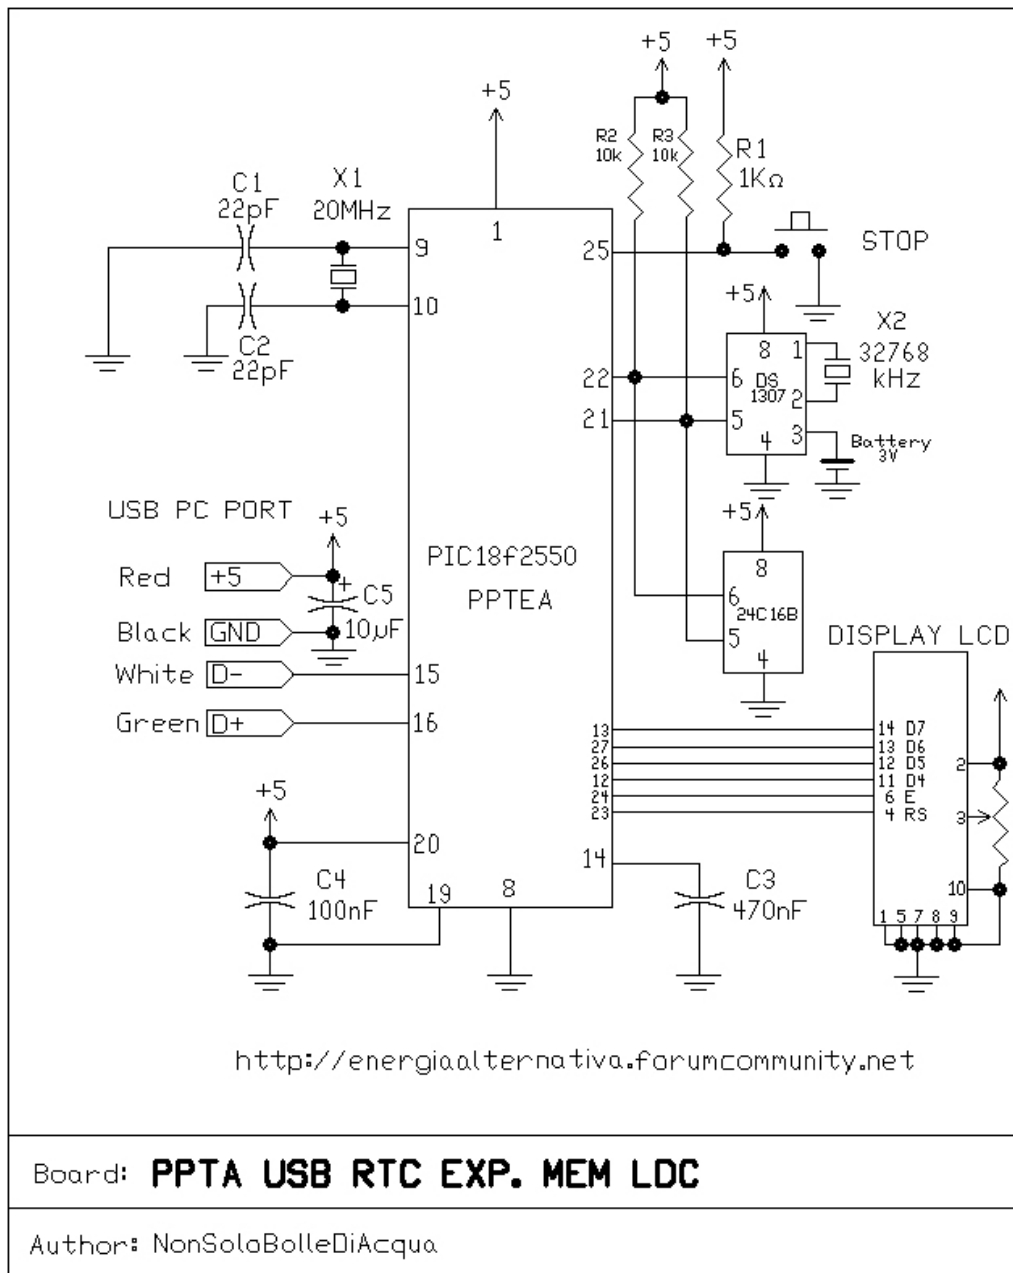 +5
+5
+5
R2
10k
R3
10k
R1
1KΩ
C1
22pF
X1
20MHz
1
9
25
STOP
10
C2
22pF
+5
X2
32768
kHz
8
1
22
6
DS
1307
2
21
5
3
4
Battery
3V
USB PC PORT
+5
+5
PIC18f2550
PPTEA
Red
+5
+
C5
10µF
8
6
24C16B
5
4
Black
GND
White
D-
15
Green
D+
16
DISPLAY LCD
13
14 D7
27
13 D6
26
12 D5
2
12
11 D4
24
6 E
23
4 RS
3
+5
20
14
C4
100nF
19
8
C3
470nF
10
1 5 7 8 9
http://energiaalternativa.forumcommunity.net
Board: PPTA USB RTC EXP. MEM LDC
Author: NonSoloBolleDiAcqua